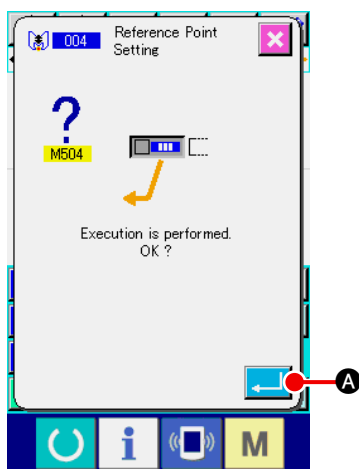 004
Reference Point
Setting
?
M504
Execution is performed.
OK ?
A
i
M